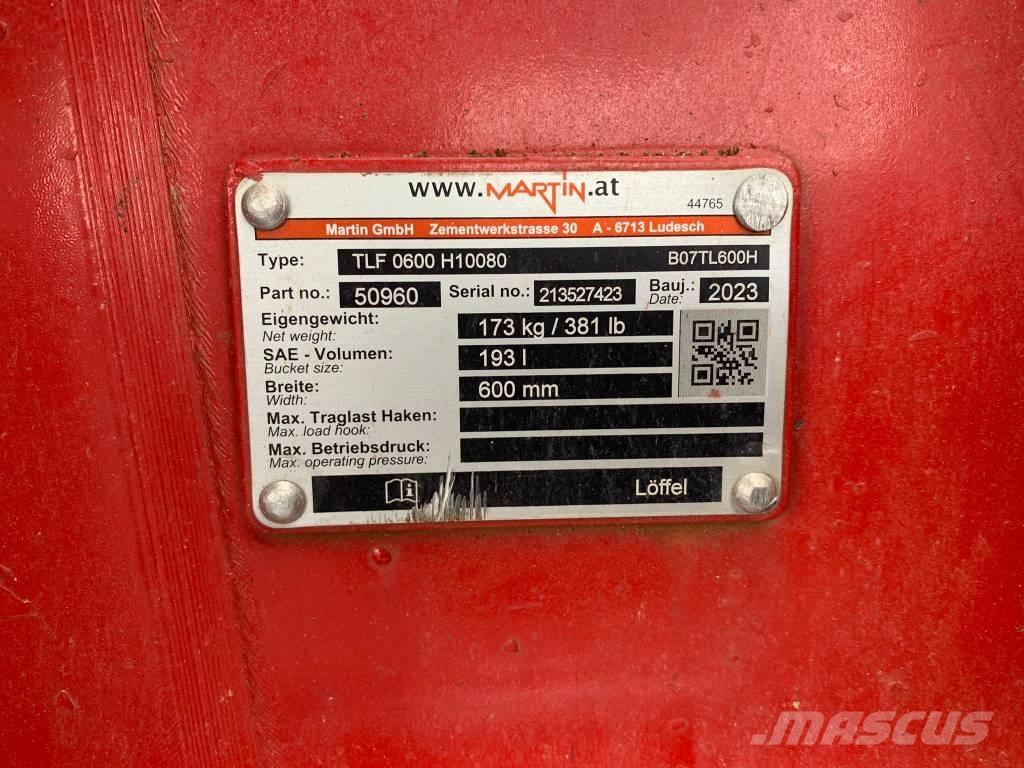 www.MARTIN.at
44765
Martin GmbH Zementwerkstrasse 30 A - 6713 Ludesch
Type: TLF 0600 H10080 B07TL600H
Part no.: 50960 Serial no.: 213527423 Bauj.: 2023
Date:
Eigengewicht: 173 kg / 381 lb
Net weight:
SAE - Volumen: 193 l
Bucket size:
Breite: 600 mm
Width:
Max. Traglast Haken:
Max. load hook:
Max. Betriebsdruck:
Max. operating pressure:
Löffel
MASCUS